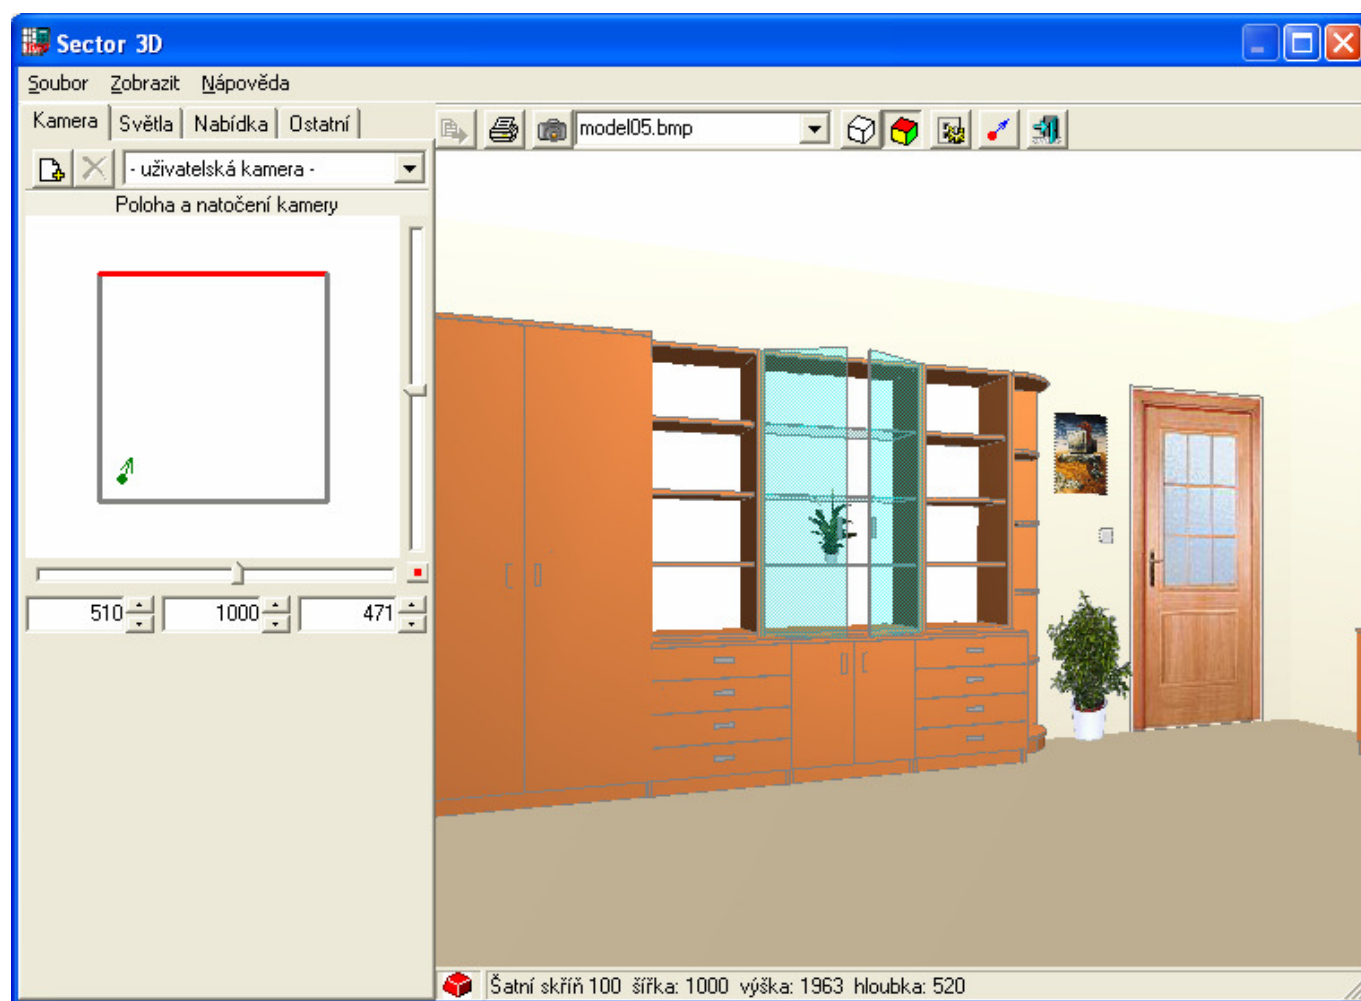 Sector 3D
Soubor Zobrazit Nápověda
Kamera Světla Nabídka Ostatní
model05.bmp
- uživatelská kamera -
Poloha a natočení kamery
510 1000 471
Šatní skříň 100 šířka: 1000 výška: 1963 hloubka: 520